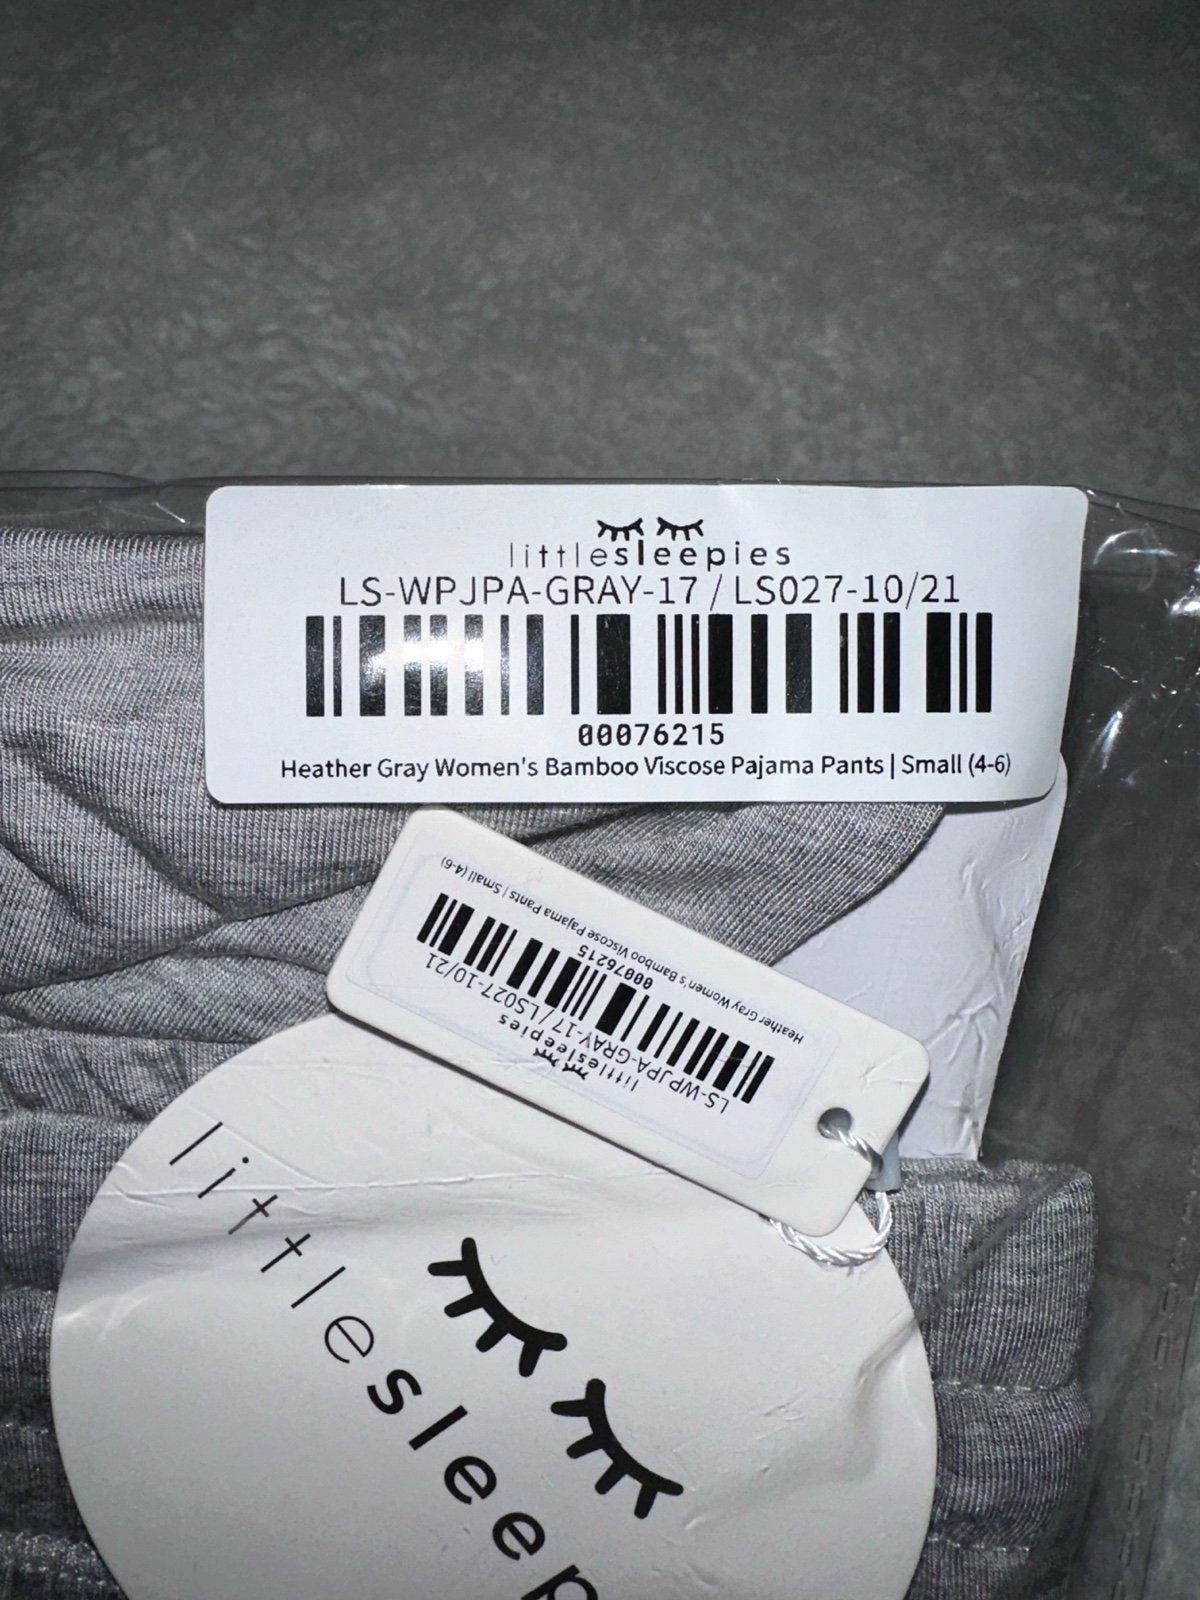 littlesleepies
LS-WPJPA-GRAY-17 / LS027-10/21
00076215
Heather Gray Women's Bamboo Viscose Pajama Pants | Small (4-6)
littlesleepies
LS-WPJPA-GRAY-17 / LS027-10/21
00076215
Heather Gray Women's Bamboo Viscose Pajama Pants | Small (4-6)
littlesleep